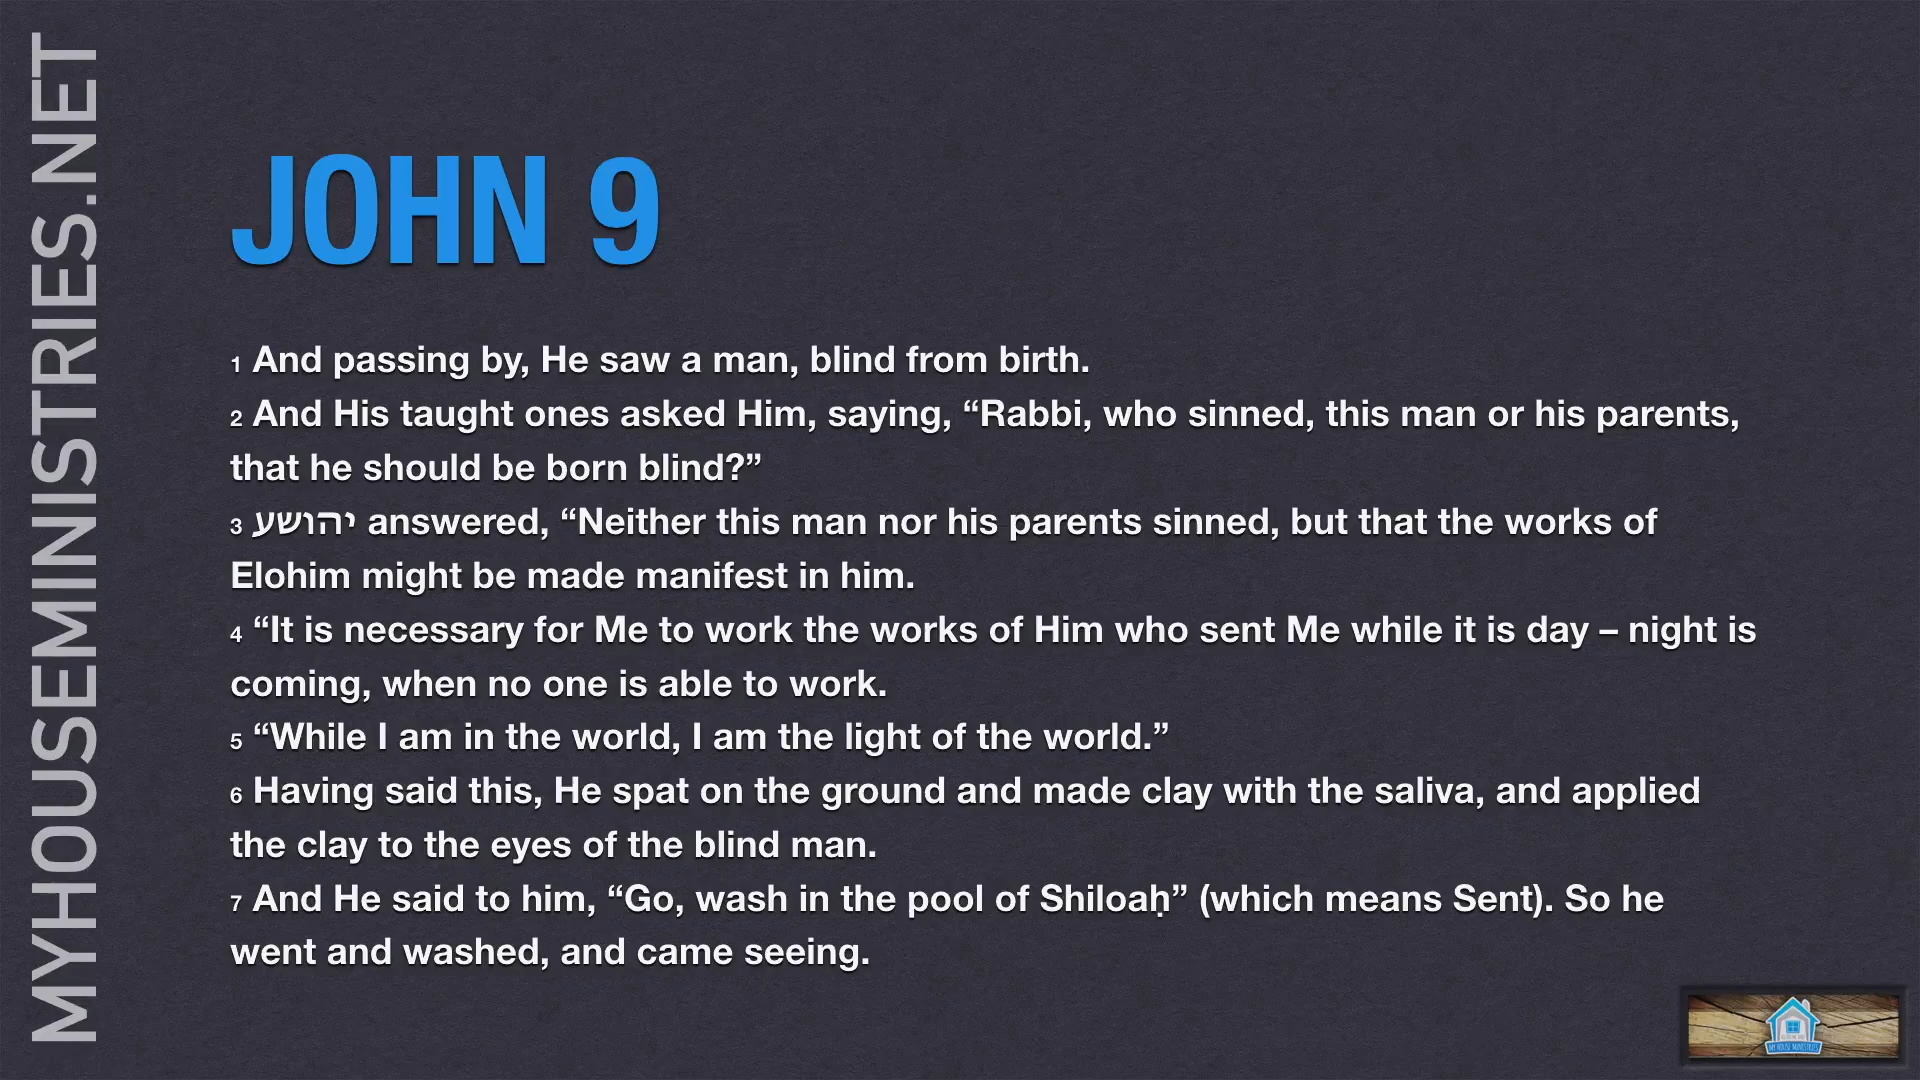 MYHOUSEMINISTRIES.NET
JOHN 9
1 And passing by, He saw a man, blind from birth.
2 And His taught ones asked Him, saying, “Rabbi, who sinned, this man or his parents,
that he should be born blind?”
3 יהושע answered, “Neither this man nor his parents sinned, but that the works of
Elohim might be made manifest in him.
4 “It is necessary for Me to work the works of Him who sent Me while it is day – night is
coming, when no one is able to work.
5 “While I am in the world, I am the light of the world.”
6 Having said this, He spat on the ground and made clay with the saliva, and applied
the clay to the eyes of the blind man.
7 And He said to him, “Go, wash in the pool of Shiloaḥ” (which means Sent). So he
went and washed, and came seeing.
MY HOUSE MINISTRIES